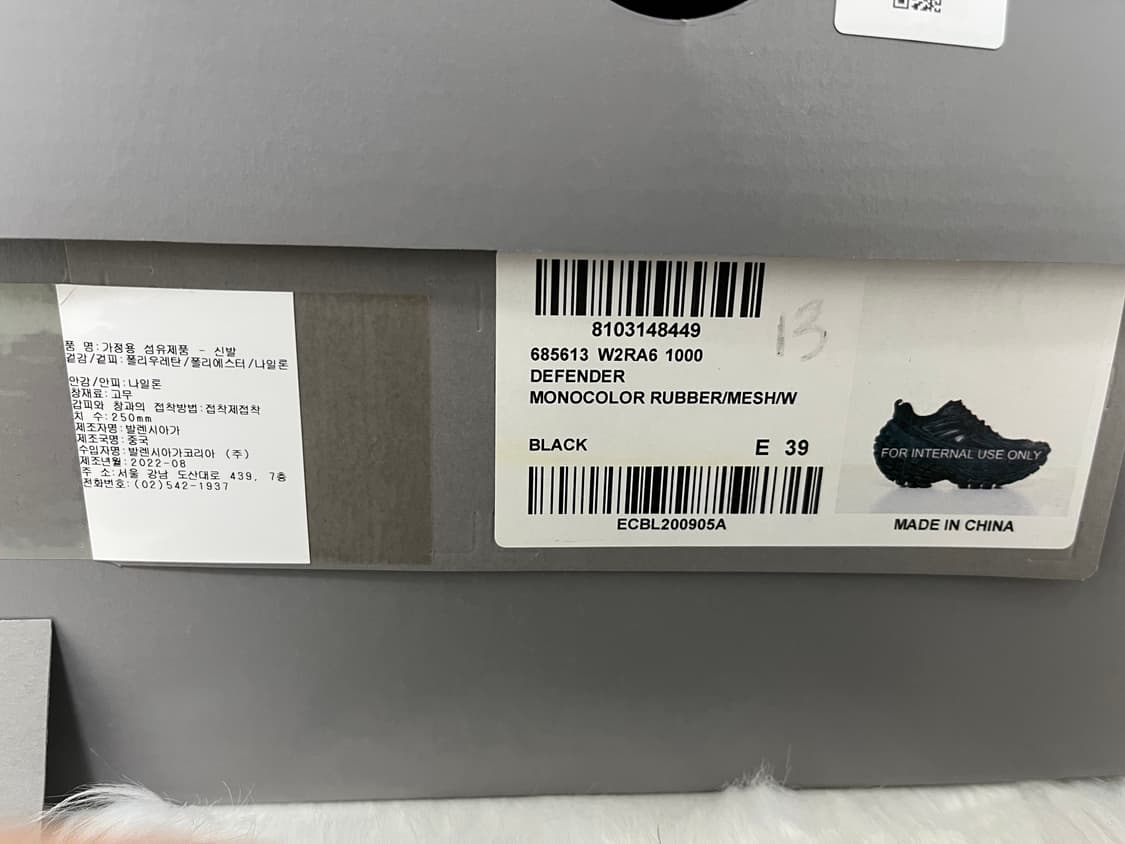 품 명:가정용 섬유제품 - 신발
겉감/겉피:폴리우레탄/폴리에스터/나일론
안감/안피:나일론
창재료:고무
갑피와 창과의 접착방법:접착제접착
치 수:250mm
제조자명:발렌시아가
제조국명:중국
수입자명:발렌시아가코리아 (주)
제조년월:2022-08
주 소:서울 강남 도산대로 439, 7층
전화번호:(02)542-1937
8103148449
13
685613 W2RA6 1000
DEFENDER
MONOCOLOR RUBBER/MESH/W
BLACK E 39
ECBL200905A
FOR INTERNAL USE ONLY
MADE IN CHINA